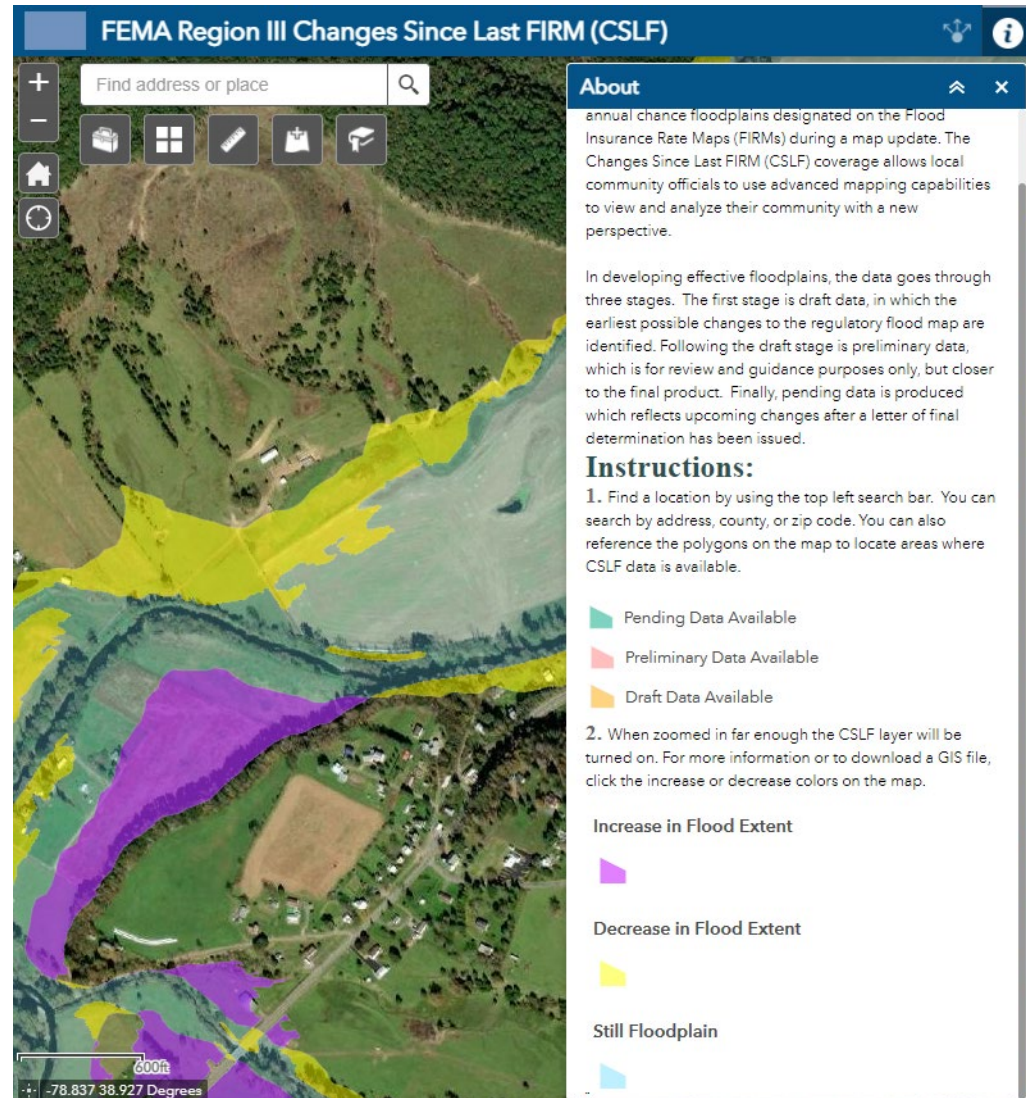 FEMA Region III Changes Since Last FIRM (CSLF)
Find address or place
About
annual chance floodplains designated on the Flood
Insurance Rate Maps (FIRMs) during a map update. The
Changes Since Last FIRM (CSLF) coverage allows local
community officials to use advanced mapping capabilities
to view and analyze their community with a new
perspective.
In developing effective floodplains, the data goes through
three stages. The first stage is draft data, in which the
earliest possible changes to the regulatory flood map are
identified. Following the draft stage is preliminary data,
which is for review and guidance purposes only, but closer
to the final product. Finally, pending data is produced
which reflects upcoming changes after a letter of final
determination has been issued.
Instructions:
1. Find a location by using the top left search bar. You can
search by address, county, or zip code. You can also
reference the polygons on the map to locate areas where
CSLF data is available.
Pending Data Available
Preliminary Data Available
Draft Data Available
2. When zoomed in far enough the CSLF layer will be
turned on. For more information or to download a GIS file,
click the increase or decrease colors on the map.
Increase in Flood Extent
Decrease in Flood Extent
Still Floodplain
600ft
-78.837 38.927 Degrees